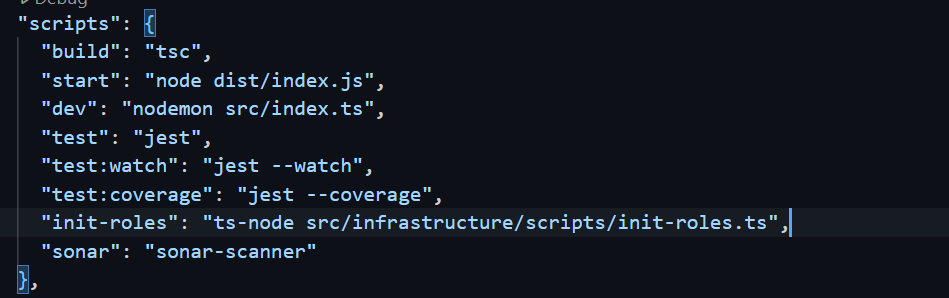 Debug
"scripts": {
"build": "tsc",
"start": "node dist/index.js",
"dev": "nodemon src/index.ts",
"test": "jest",
"test:watch": "jest --watch",
"test:coverage": "jest --coverage",
"init-roles": "ts-node src/infrastructure/scripts/init-roles.ts",
"sonar": "sonar-scanner"
},